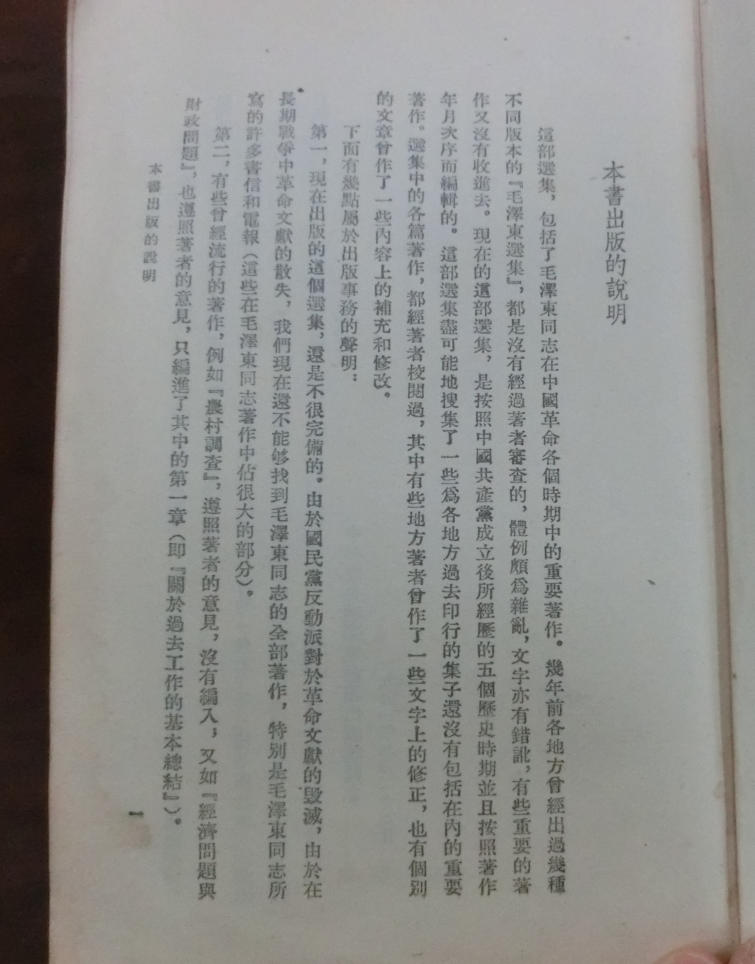 本書出版的說明
這部選集，包括了毛澤東同志在中國革命各個時期中的重要著作。幾年前各地方曾經出過幾種
不同版本的『毛澤東選集』，都是沒有經過著者審查的，體例頗爲雜亂，文字亦有錯訛，有些重要的著
作又沒有收進去。現在的這部選集，是按照中國共產黨成立後所經歷的五個歷史時期並且按照著作
年月次序而編輯的。這部選集盡可能地搜集了一些爲各地方過去印行的集子還沒有包括在內的重要
著作。選集中的各篇著作，都經著者校閱過，其中有些地方著者曾作了一些文字上的修正，也有個別
的文章曾作了一些內容上的補充和修改。
下面有幾點屬於出版事務的聲明：
第一，現在出版的這個選集，還是不很完備的。由於國民黨反動派對於革命文獻的毀滅，由於在
長期戰爭中革命文獻的散失，我們現在還不能够找到毛澤東同志的全部著作，特別是毛澤東同志所
寫的許多書信和電報（這些在毛澤東同志著作中佔很大的部分）。
第二，有些曾經流行的著作，例如『農村調查』，遵照著者的意見，沒有編入；又如『經濟問題與
財政問題』，也遵照著者的意見，只編進了其中的第一章（即『關於過去工作的基本總結』）。
本書出版的說明
一